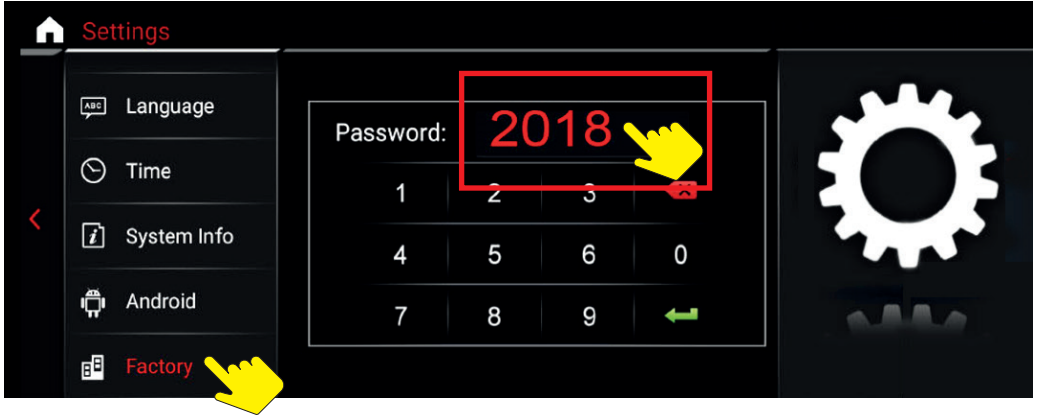 Settings
ABC
Language
Time
i
System Info
Android
Factory
Password: 2018
1 2 3
4 5 6 0
7 8 9